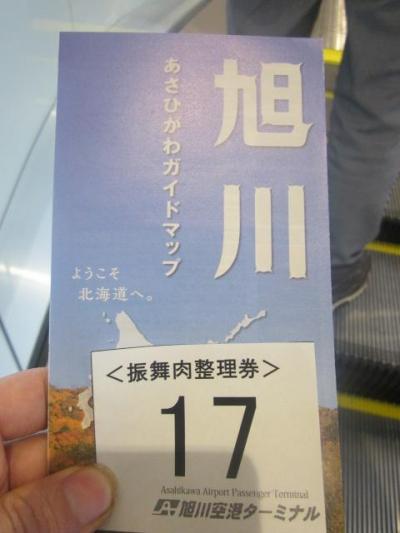 旭川
あさひがわガイドマップ
ようこそ
北海道へ。
＜振舞肉整理券＞
17
Asahikawa Airport Passenger Terminal
旭川空港ターミナル